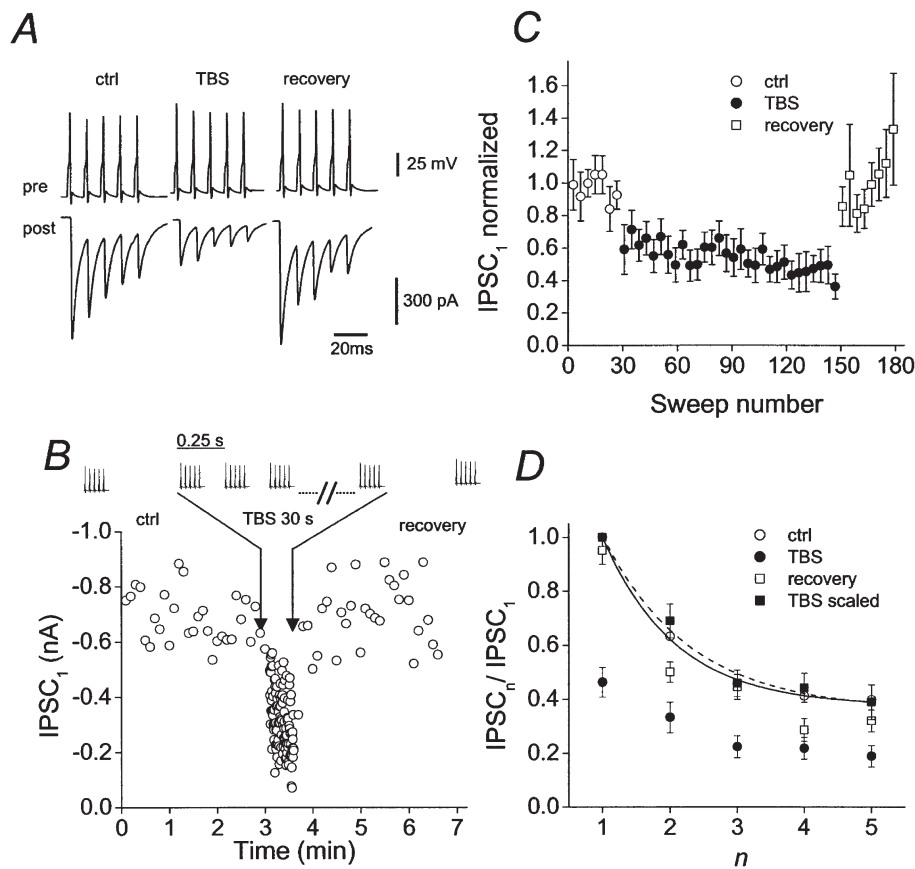 A
ctrl TBS recovery
25 mV
pre
post
300 pA
20ms
C
IPSC1 normalized
1.6
1.4
1.2
1.0
0.8
0.6
0.4
0.2
0.0
ctrl
TBS
recovery
0 30 60 90 120 150 180
Sweep number
B
0.25 s
ctrl TBS 30 s recovery
IPSC1 (nA)
-1.0
-0.8
-0.6
-0.4
-0.2
0.0
0 1 2 3 4 5 6 7
Time (min)
D
IPSCn/ IPSC1
1.0
0.8
0.6
0.4
0.2
0.0
ctrl
TBS
recovery
TBS scaled
1 2 3 4 5
n